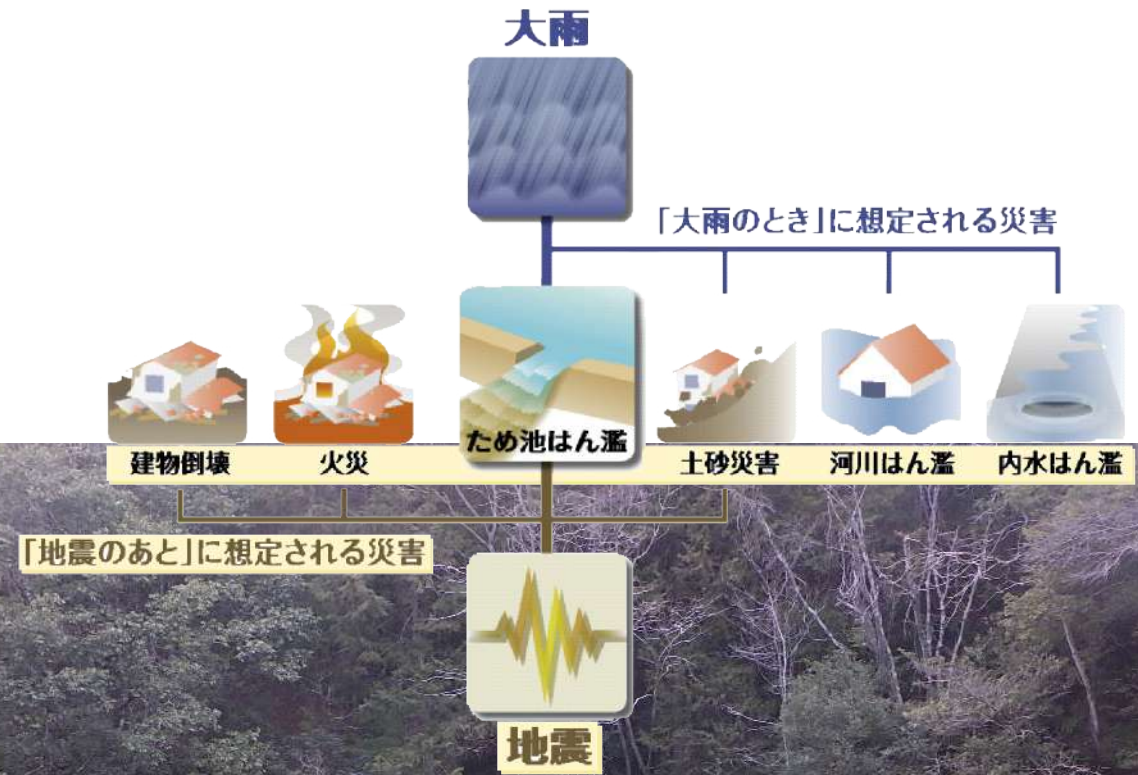 大雨
「大雨のとき」に想定される災害
建物倒壊
火災
ため池はん濫
土砂災害
河川はん濫
内水はん濫
「地震のあと」に想定される災害
地震